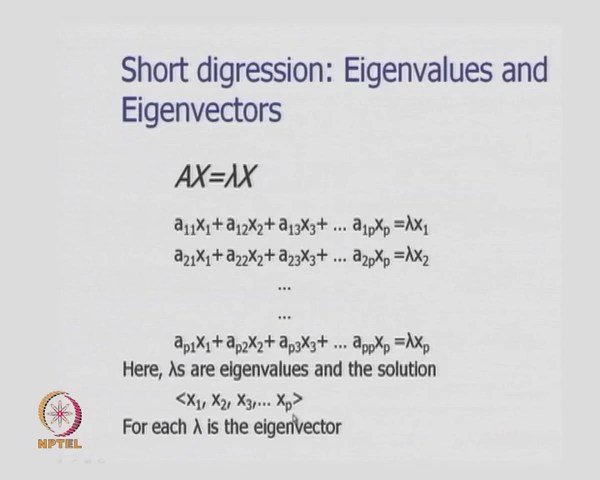 Short digression: Eigenvalues and
Eigenvectors
AX=λX
a₁₁x₁+a₁₂x₂+a₁₃x₃+ ... a₁ₚxₚ=λx₁
a₂₁x₁+a₂₂x₂+a₂₃x₃+ ... a₂ₚxₚ=λx₂
...
...
aₚ₁x₁+aₚ₂x₂+aₚ₃x₃+ ... aₚₚxₚ=λxₚ
Here, λs are eigenvalues and the solution
<x₁, x₂, x₃,... xₚ>
For each λ is the eigenvector
NPTEL